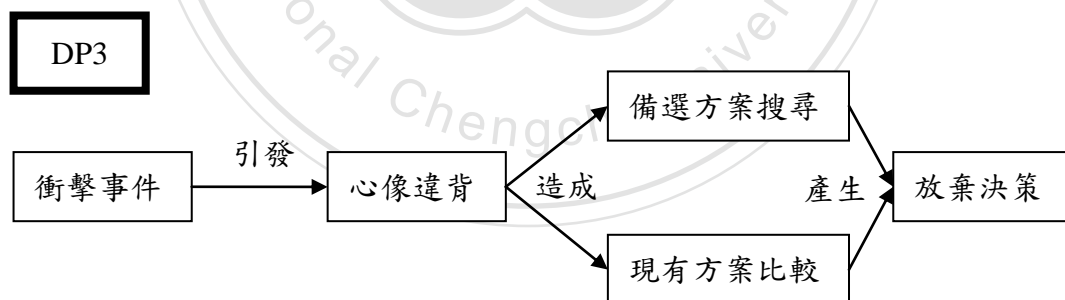 DP3
衝擊事件
引發
心像違背
造成
備選方案搜尋
現有方案比較
產生
放棄決策
Chengchi